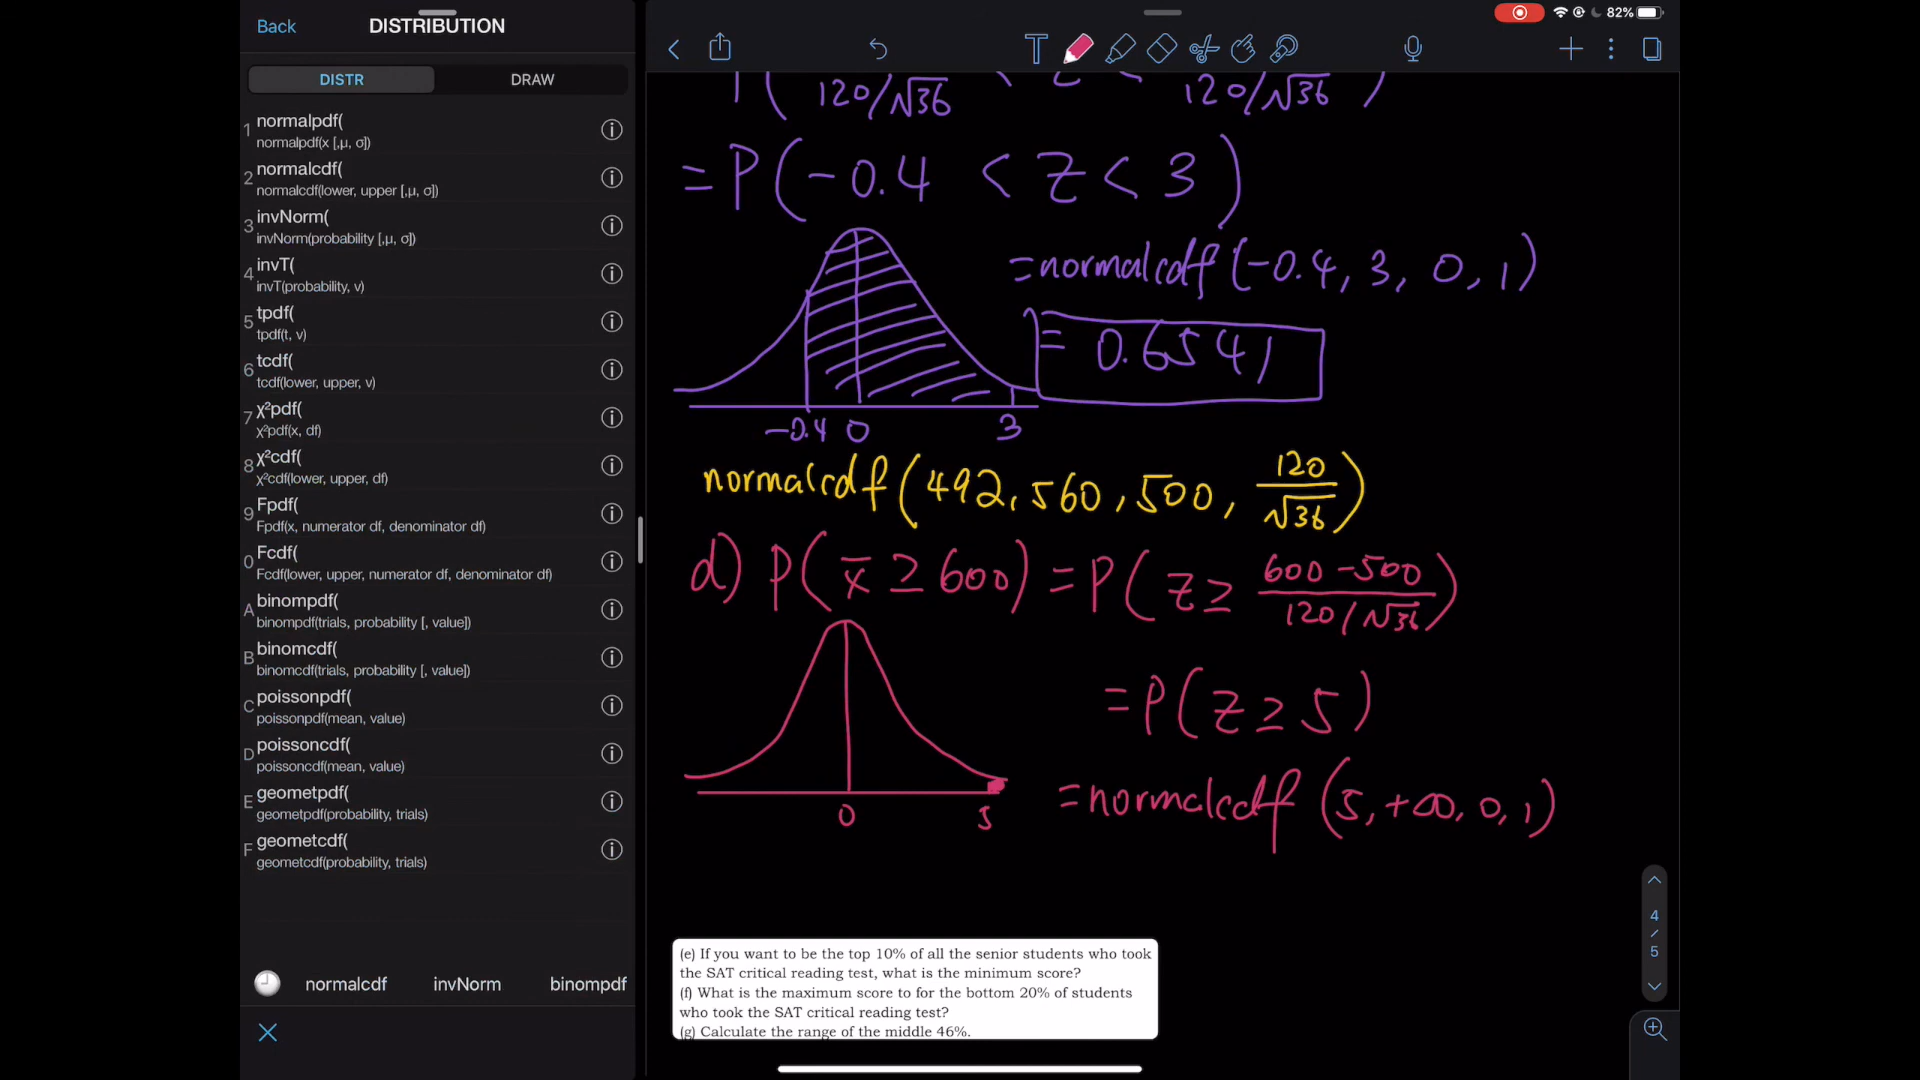 Back
DISTRIBUTION
DISTR
DRAW
1 normalpdf(
normalpdf(x [,μ, σ])
2 normalcdf(
normalcdf(lower, upper [,μ, σ])
3 invNorm(
invNorm(probability [,μ, σ])
4 invT(
invT(probability, v)
5 tpdf(
tpdf(t, v)
6 tcdf(
tcdf(lower, upper, v)
7 χ²pdf(
χ²pdf(x, df)
8 χ²cdf(
χ²cdf(lower, upper, df)
9 Fpdf(
Fpdf(x, numerator df, denominator df)
0 Fcdf(
Fcdf(lower, upper, numerator df, denominator df)
A binompdf(
binompdf(trials, probability [, value])
B binomcdf(
binomcdf(trials, probability [, value])
C poissonpdf(
poissonpdf(mean, value)
D poissoncdf(
poissoncdf(mean, value)
E geometpdf(
geometpdf(probability, trials)
F geometcdf(
geometcdf(probability, trials)
normalcdf invNorm binompdf
82%
120/√36 < z < 120/√36 )
= P(-0.4 < z < 3)
= normalcdf(-0.4, 3, 0, 1)
= 0.6541
-0.4 0 3
normalcdf(492, 560, 500, 120/√36)
d) P(x̄ ≥ 600) = P(z ≥ 600-500 / 120/√36)
= P(z ≥ 5)
0 5
= normalcdf(5, +∞, 0, 1)
(e) If you want to be the top 10% of all the senior students who took
the SAT critical reading test, what is the minimum score?
(f) What is the maximum score to for the bottom 20% of students
who took the SAT critical reading test?
(g) Calculate the range of the middle 46%.
4
/
5